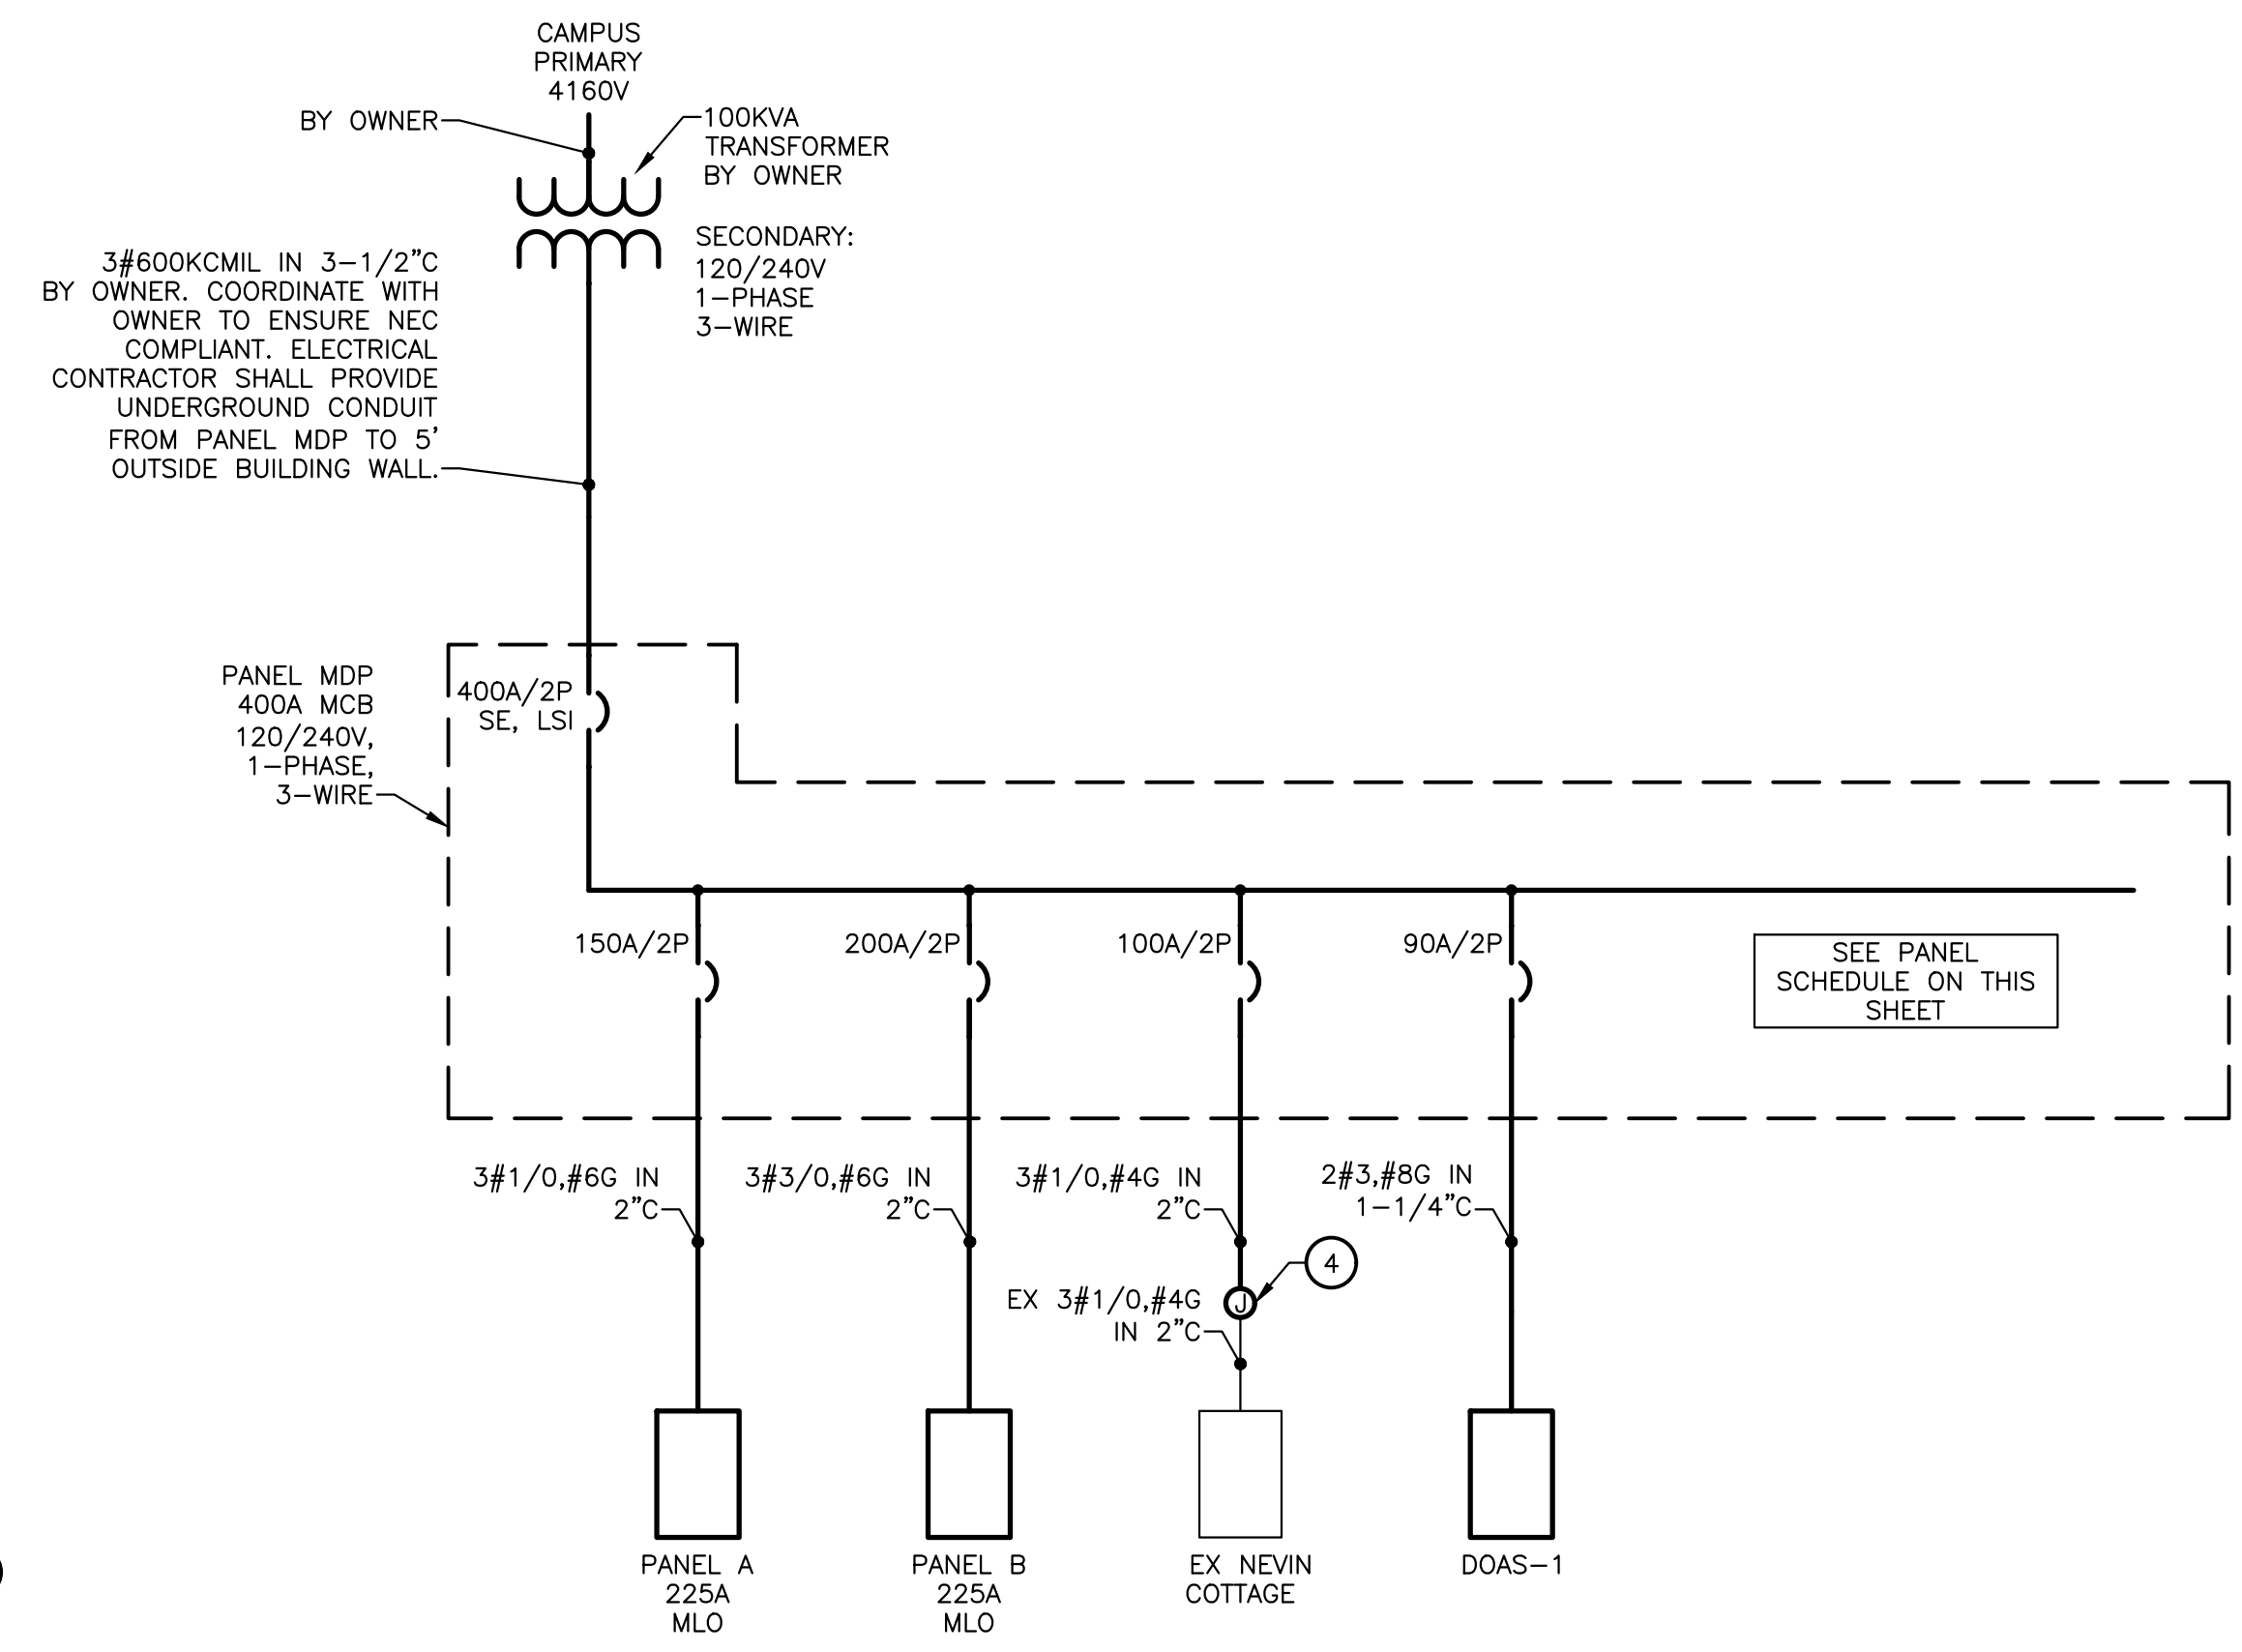 CAMPUS
PRIMARY
4160V
BY OWNER
100KVA
TRANSFORMER
BY OWNER
SECONDARY:
120/240V
1-PHASE
3-WIRE
3#600KCMIL IN 3-1/2"C
BY OWNER. COORDINATE WITH
OWNER TO ENSURE NEC
COMPLIANT. ELECTRICAL
CONTRACTOR SHALL PROVIDE
UNDERGROUND CONDUIT
FROM PANEL MDP TO 5'
OUTSIDE BUILDING WALL.
PANEL MDP
400A MCB
120/240V,
1-PHASE,
3-WIRE
400A/2P
SE, LSI
150A/2P
200A/2P
100A/2P
90A/2P
SEE PANEL
SCHEDULE ON THIS
SHEET
3#1/0,#6G IN
2"C
3#3/0,#6G IN
2"C
3#1/0,#4G IN
2"C
2#3,#8G IN
1-1/4"C
4
J
EX 3#1/0,#4G
IN 2"C
PANEL A
225A
MLO
PANEL B
225A
MLO
EX NEVIN
COTTAGE
DOAS-1